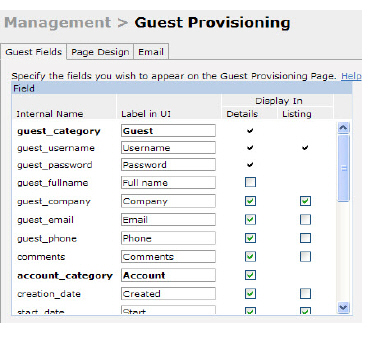 Management > Guest Provisioning
Guest Fields Page Design Email
Specify the fields you wish to appear on the Guest Provisioning Page. Help
Field
Display In
Internal Name Label in UI Details Listing
guest_category Guest
guest_username Username
guest_password Password
guest_fullname Full name
guest_company Company
guest_email Email
guest_phone Phone
comments Comments
account_category Account
creation_date Created
start_date Start